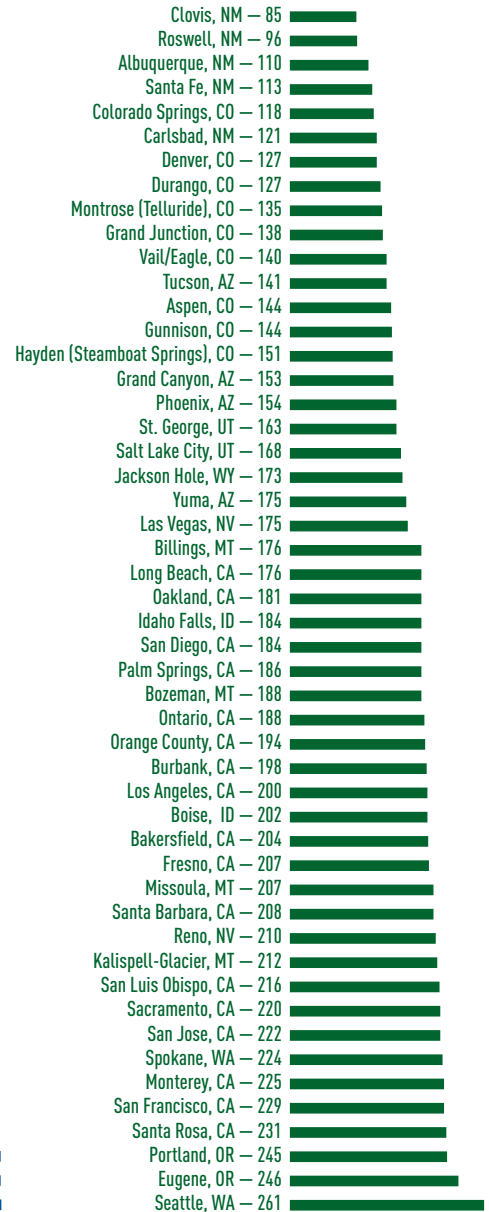 Clovis, NM — 85
Roswell, NM — 96
Albuquerque, NM — 110
Santa Fe, NM — 113
Colorado Springs, CO — 118
Carlsbad, NM — 121
Denver, CO — 127
Durango, CO — 127
Montrose (Telluride), CO — 135
Grand Junction, CO — 138
Vail/Eagle, CO — 140
Tucson, AZ — 141
Aspen, CO — 144
Gunnison, CO — 144
Hayden (Steamboat Springs), CO — 151
Grand Canyon, AZ — 153
Phoenix, AZ — 154
St. George, UT — 163
Salt Lake City, UT — 168
Jackson Hole, WY — 173
Yuma, AZ — 175
Las Vegas, NV — 175
Billings, MT — 176
Long Beach, CA — 176
Oakland, CA — 181
Idaho Falls, ID — 184
San Diego, CA — 184
Palm Springs, CA — 186
Bozeman, MT — 188
Ontario, CA — 188
Orange County, CA — 194
Burbank, CA — 198
Los Angeles, CA — 200
Boise, ID — 202
Bakersfield, CA — 204
Fresno, CA — 207
Missoula, MT — 207
Santa Barbara, CA — 208
Reno, NV — 210
Kalispell-Glacier, MT — 212
San Luis Obispo, CA — 216
Sacramento, CA — 220
San Jose, CA — 222
Spokane, WA — 224
Monterey, CA — 225
San Francisco, CA — 229
Santa Rosa, CA — 231
Portland, OR — 245
Eugene, OR — 246
Seattle, WA — 261